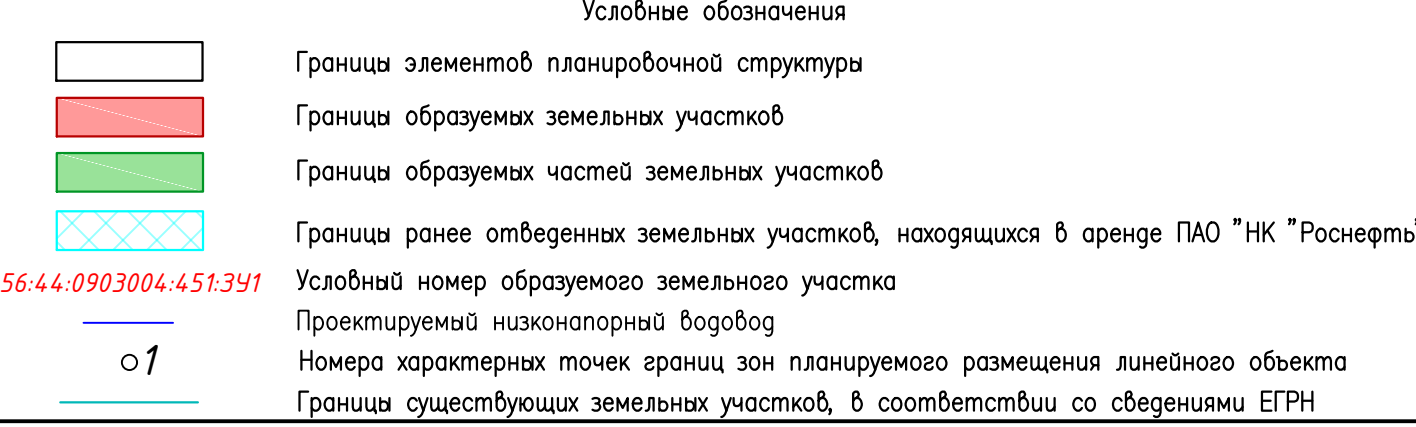 Условные обозначения
Границы элементов планировочной структуры
Границы образуемых земельных участков
Границы образуемых частей земельных участков
Границы ранее отведенных земельных участков, находящихся в аренде ПАО "НК "Роснефть"
56:44:0903004:451:ЗУ1 Условный номер образуемого земельного участка
Проектируемый низконапорный водовод
1 Номера характерных точек границ зон планируемого размещения линейного объекта
Границы существующих земельных участков, в соответствии со сведениями ЕГРН